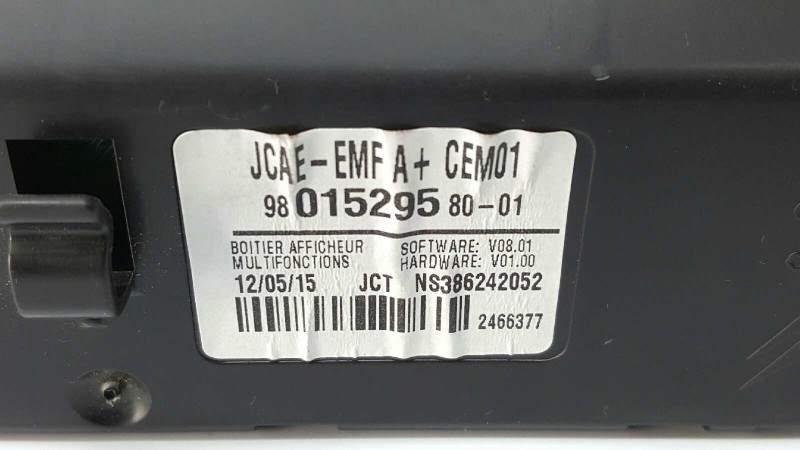 JCAE-EMF A+ CEM01
98 015295 80-01
BOITIER AFFICHEUR SOFTWARE: V08.01
MULTIFONCTIONS HARDWARE: V01.00
12/05/15 JCT NS386242052
2466377